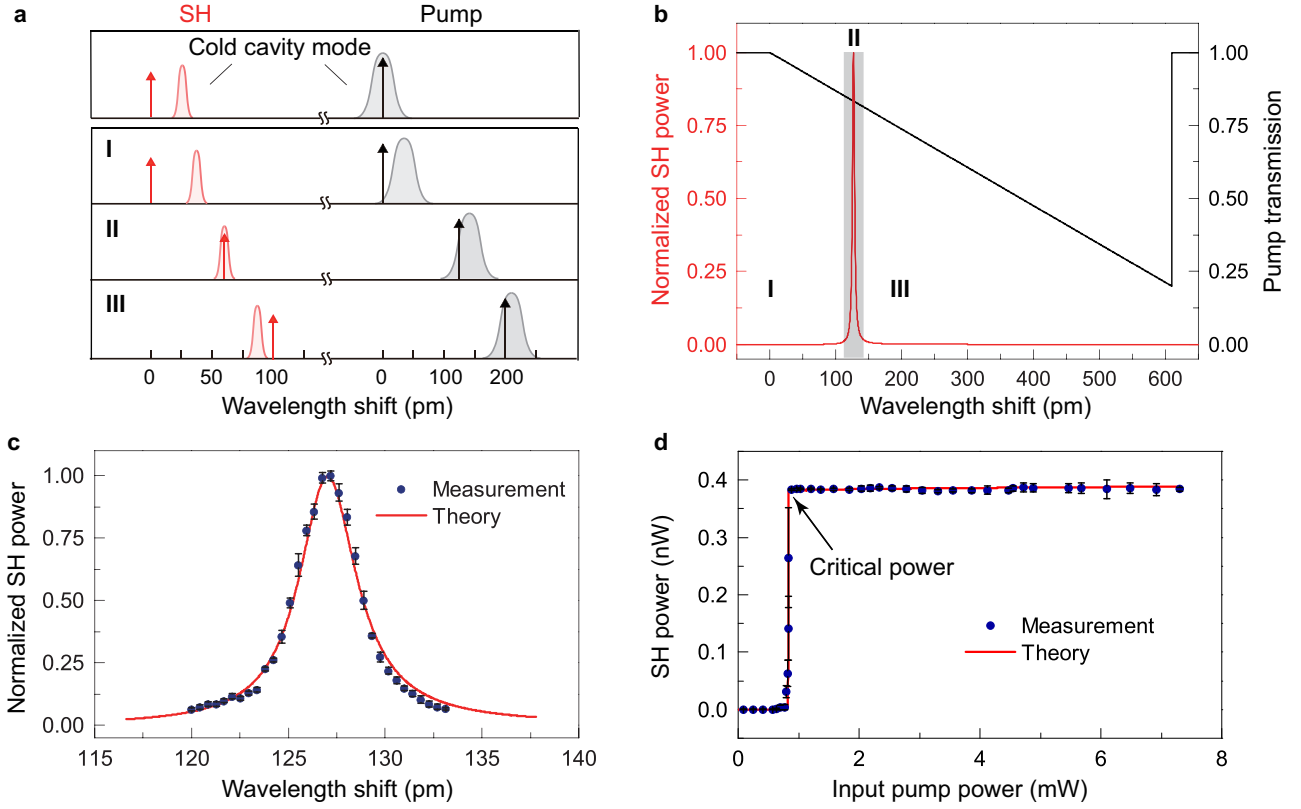 a
SH
Pump
Cold cavity mode
I
II
III
0 50 100 0 200
Wavelength shift (pm)
Wavelength shift (pm)
b
II
1.00
0.75
0.50
0.25
0.00
Normalized SH power
I
III
1.00
0.75
0.50
0.25
0.00
Pump transmission
0 100 200 300 400 500 600
Wavelength shift (pm)
c
1.00
0.75
0.50
0.25
0.00
Normalized SH power
Measurement
Theory
115 120 125 130 135 140
Wavelength shift (pm)
d
0.4
0.3
0.2
0.1
0.0
SH power (nW)
Critical power
Measurement
Theory
0 2 4 6 8
Input pump power (mW)